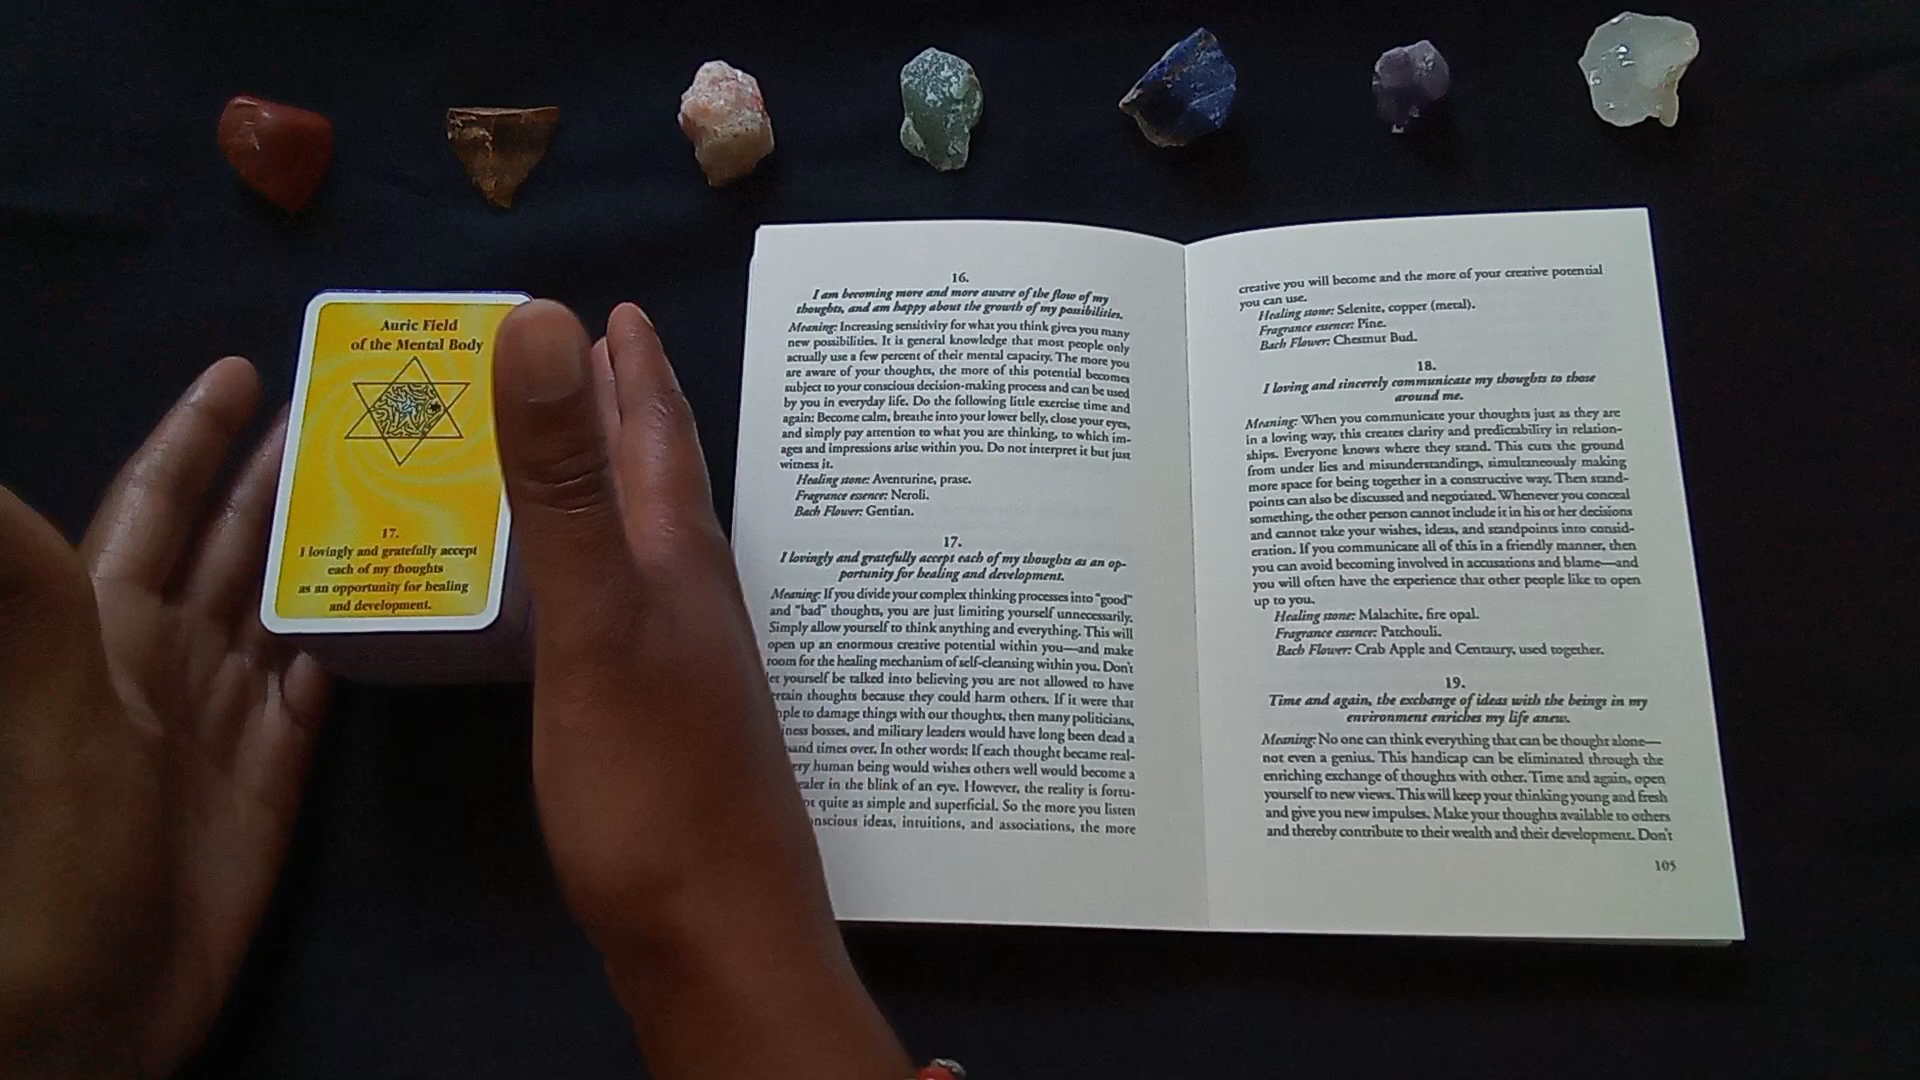 Auric Field
of the Mental Body
17.
I lovingly and gratefully accept
each of my thoughts
as an opportunity for healing
and development.
16.
I am becoming more and more aware of the flow of my
thoughts, and am happy about the growth of my possibilities.
Meaning: Increasing sensitivity for what you think gives you many
new possibilities. It is general knowledge that most people only
actually use a few percent of their mental capacity. The more you
are aware of your thoughts, the more of this potential becomes
subject to your conscious decision-making process and can be used
by you in everyday life. Do the following little exercise time and
again: Become calm, breathe into your lower belly, close your eyes,
and simply pay attention to what you are thinking, to which im-
ages and impressions arise within you. Do not interpret it but just
witness it.
Healing stone: Aventurine, prase.
Fragrance essence: Neroli.
Bach Flower: Gentian.
17.
I lovingly and gratefully accept each of my thoughts as an op-
portunity for healing and development.
Meaning: If you divide your complex thinking processes into "good"
and "bad" thoughts, you are just limiting yourself unnecessarily.
Simply allow yourself to think anything and everything. This will
open up an enormous creative potential within you—and make
room for the healing mechanism of self-cleansing within you. Don't
yourself be talked into believing you are not allowed to have
thoughts because they could harm others. If it were that
to damage things with our thoughts, then many politicians,
bosses, and military leaders would have long been dead a
times over. In other words: If each thought became real-
human being would wishes others well would become a
in the blink of an eye. However, the reality is fortu-
quite as simple and superficial. So the more you listen
ideas, intuitions, and associations, the more
creative you will become and the more of your creative potential
you can use.
Healing stone: Selenite, copper (metal).
Fragrance essence: Pine.
Bach Flower: Chestnut Bud.
18.
I loving and sincerely communicate my thoughts to those
around me.
Meaning: When you communicate your thoughts just as they are
in a loving way, this creates clarity and predictability in relation-
ships. Everyone knows where they stand. This cuts the ground
from under lies and misunderstandings, simultaneously making
more space for being together in a constructive way. Then stand-
points can also be discussed and negotiated. Whenever you conceal
something, the other person cannot include it in his or her decisions
and cannot take your wishes, ideas, and standpoints into consid-
eration. If you communicate all of this in a friendly manner, then
you can avoid becoming involved in accusations and blame—and
you will often have the experience that other people like to open
up to you.
Healing stone: Malachite, fire opal.
Fragrance essence: Patchouli.
Bach Flower: Crab Apple and Centaury, used together.
19.
Time and again, the exchange of ideas with the beings in my
environment enriches my life anew.
Meaning: No one can think everything that can be thought alone—
not even a genius. This handicap can be eliminated through the
enriching exchange of thoughts with other. Time and again, open
yourself to new views. This will keep your thinking young and fresh
and give you new impulses. Make your thoughts available to others
and thereby contribute to their wealth and their development. Don't
105